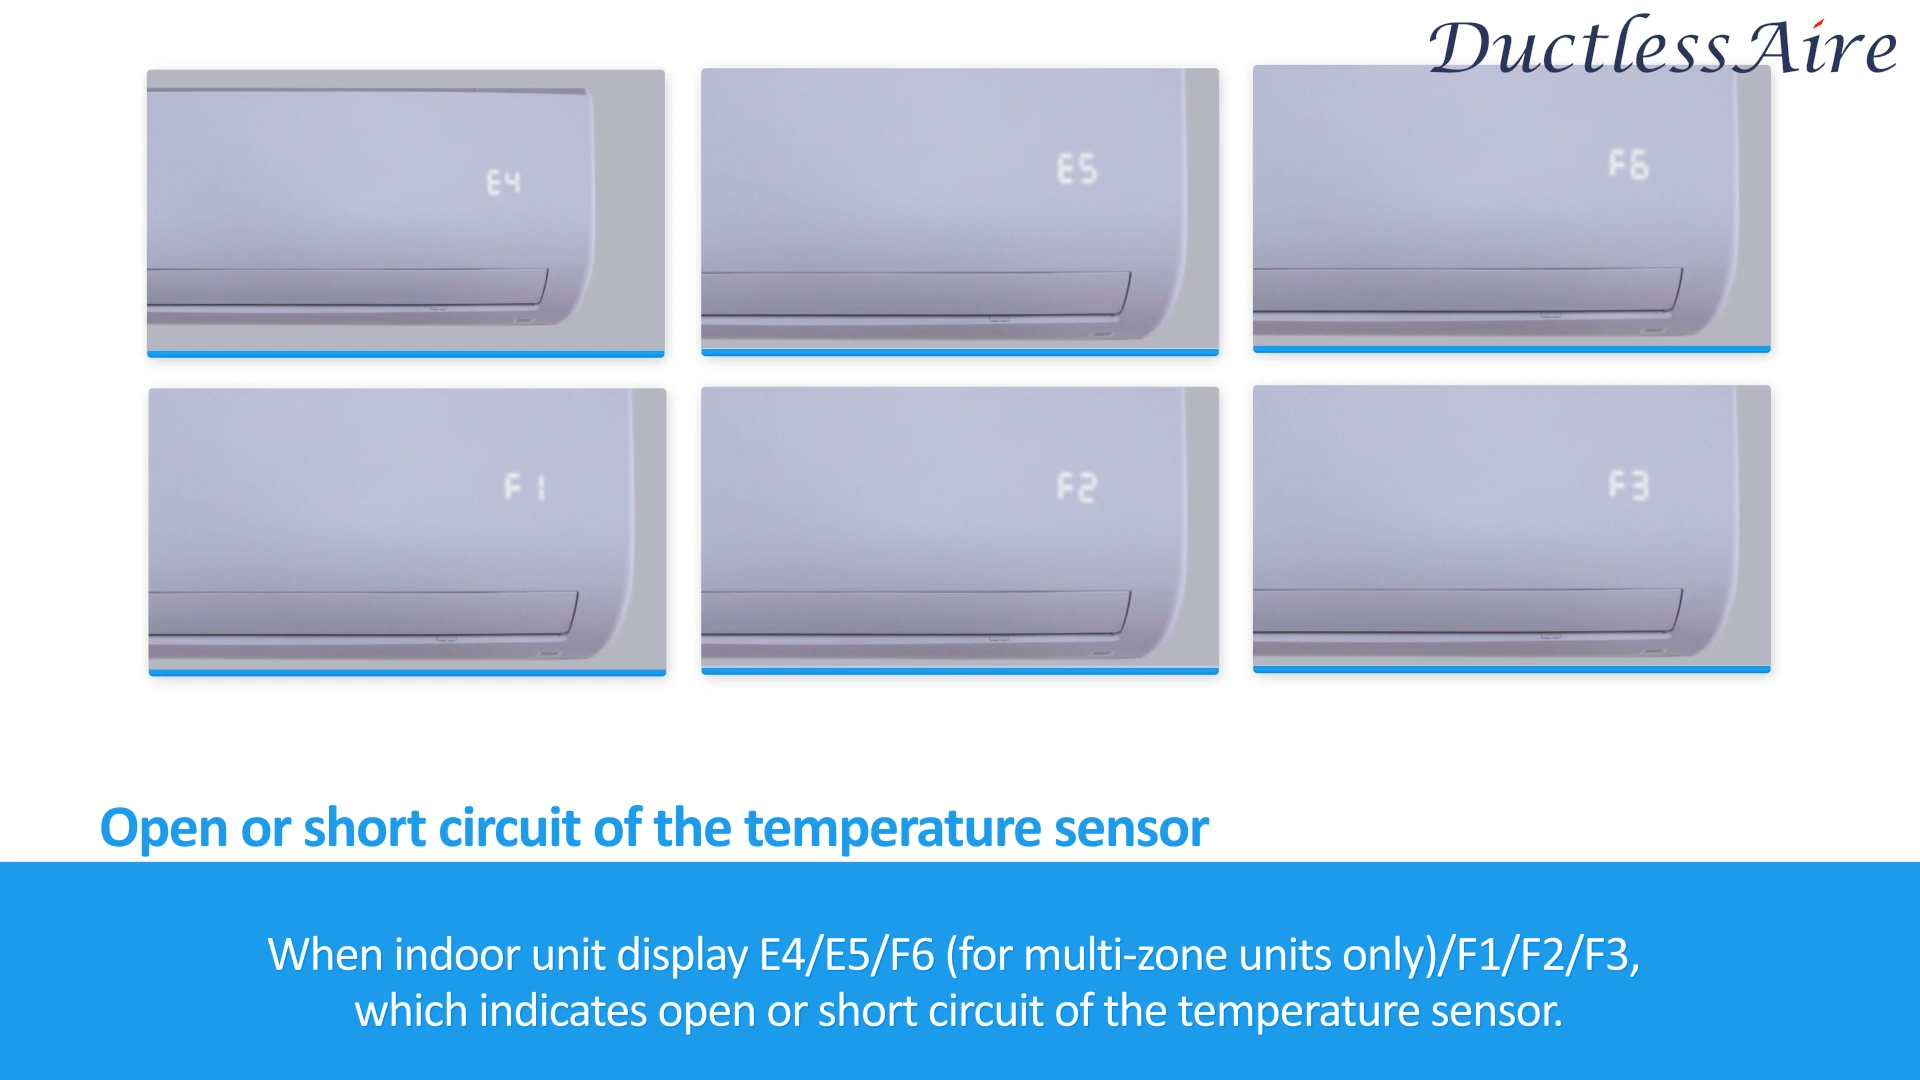 Ductless Aire
E4
E5
F6
F1
F2
F3
Open or short circuit of the temperature sensor
When indoor unit display E4/E5/F6 (for multi-zone units only)/F1/F2/F3,
which indicates open or short circuit of the temperature sensor.